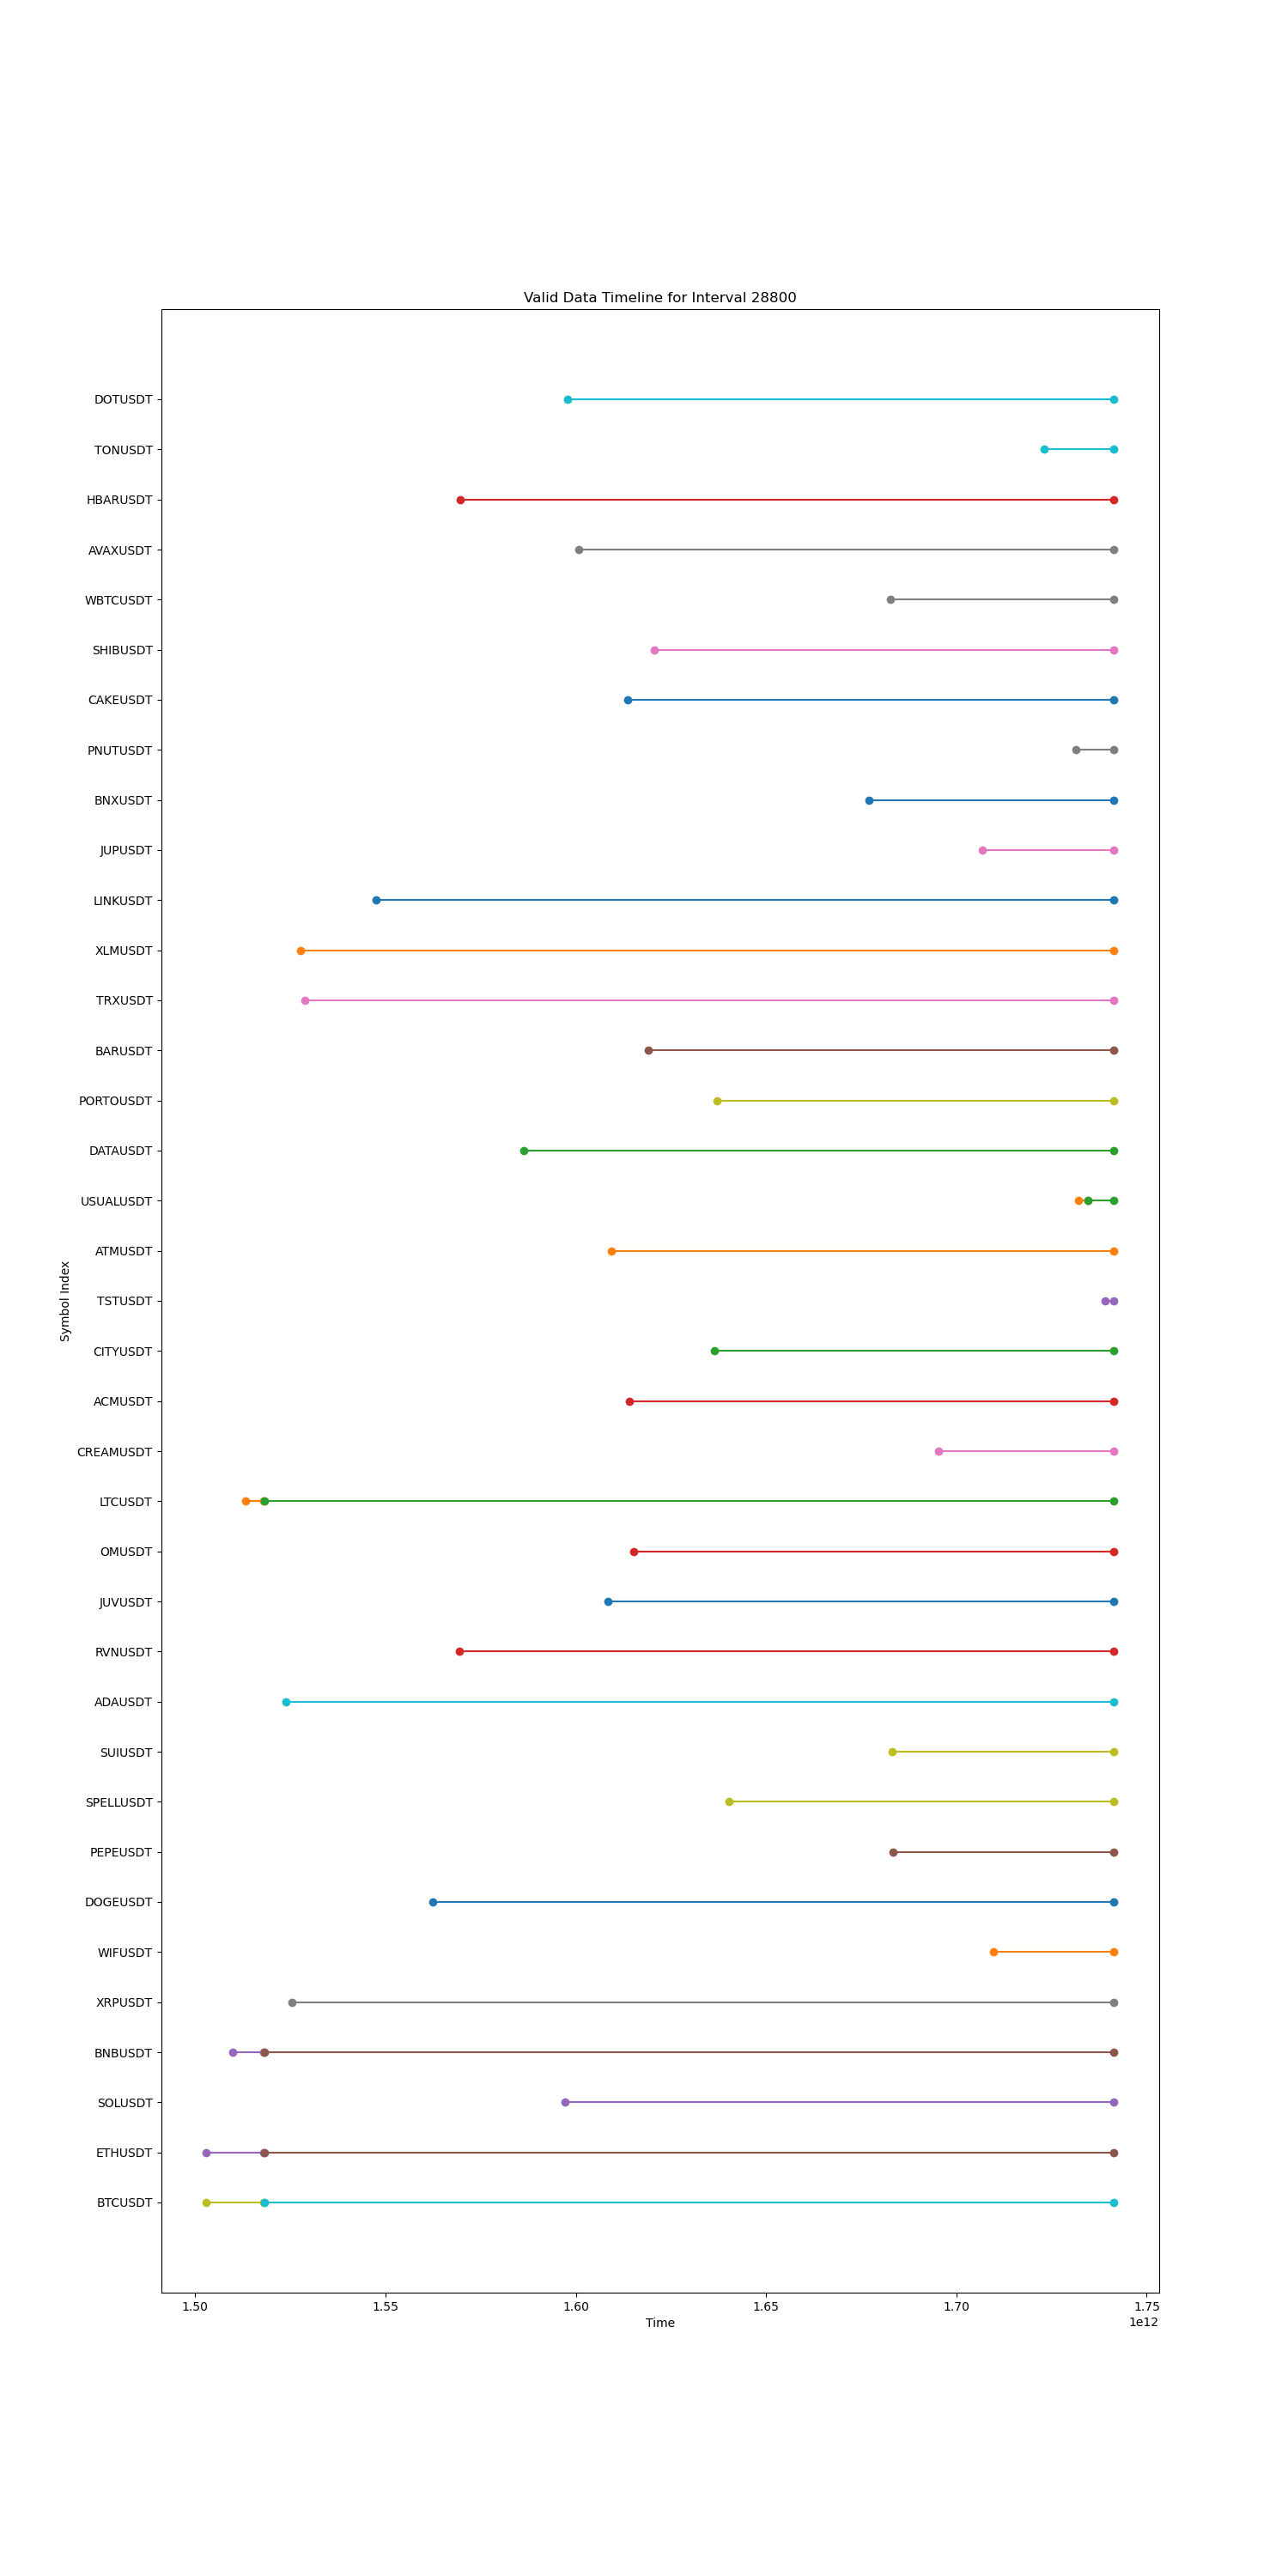 Valid Data Timeline for Interval 28800
DOTUSDT
TONUSDT
HBARUSDT
AVAXUSDT
WBTCUSDT
SHIBUSDT
CAKEUSDT
PNUTUSDT
BNXUSDT
JUPUSDT
LINKUSDT
XLMUSDT
TRXUSDT
BARUSDT
PORTOUSDT
DATAUSDT
USUALUSDT
ATMUSDT
TSTUSDT
CITYUSDT
ACMUSDT
CREAMUSDT
LTCUSDT
OMUSDT
JUVUSDT
RVNUSDT
ADAUSDT
SUIUSDT
SPELLUSDT
PEPEUSDT
DOGEUSDT
WIFUSDT
XRPUSDT
BNBUSDT
SOLUSDT
ETHUSDT
BTCUSDT
Symbol Index
1.50 1.55 1.60 1.65 1.70 1.75
Time
1e12